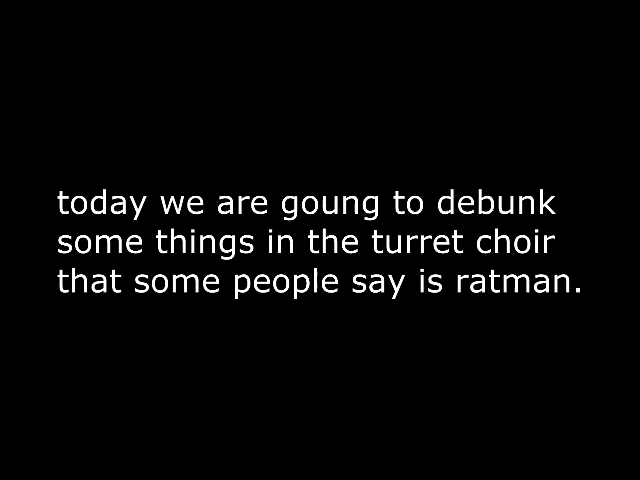 today we are goung to debunk
some things in the turret choir
that some people say is ratman.